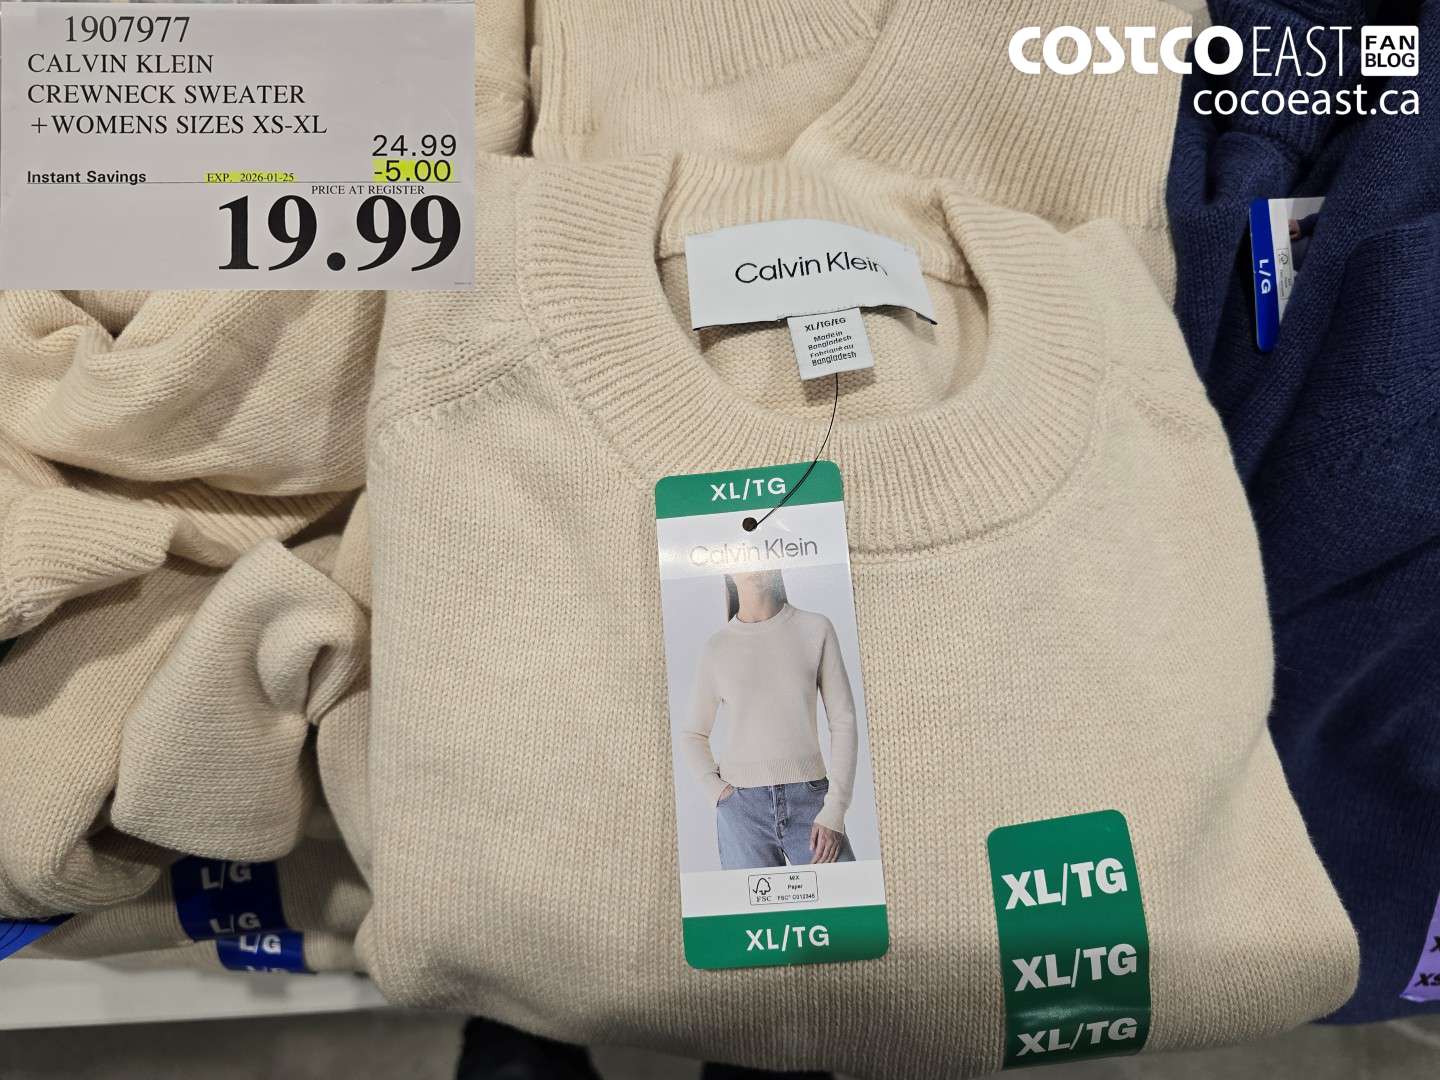 1907977
CALVIN KLEIN
CREWNECK SWEATER
+WOMENS SIZES XS-XL
24.99
Instant Savings EXP. 2026-01-25 -5.00
PRICE AT REGISTER
19.99
COSTCO EAST FAN BLOG
cocoeast.ca
Calvin Klein
XL/TG/EG
Made in
Bangladesh
Fabriqué au
Bangladesh
L/G
XL/TG
Calvin Klein
MIX
Paper
FSC
XL/TG
XL/TG
XL/TG
XL/TG
L/G
L/G
L/G
XS